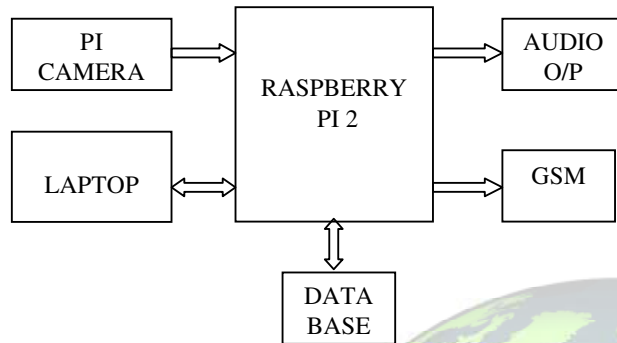 PI
CAMERA
RASPBERRY
PI 2
AUDIO
O/P
LAPTOP
GSM
DATA
BASE